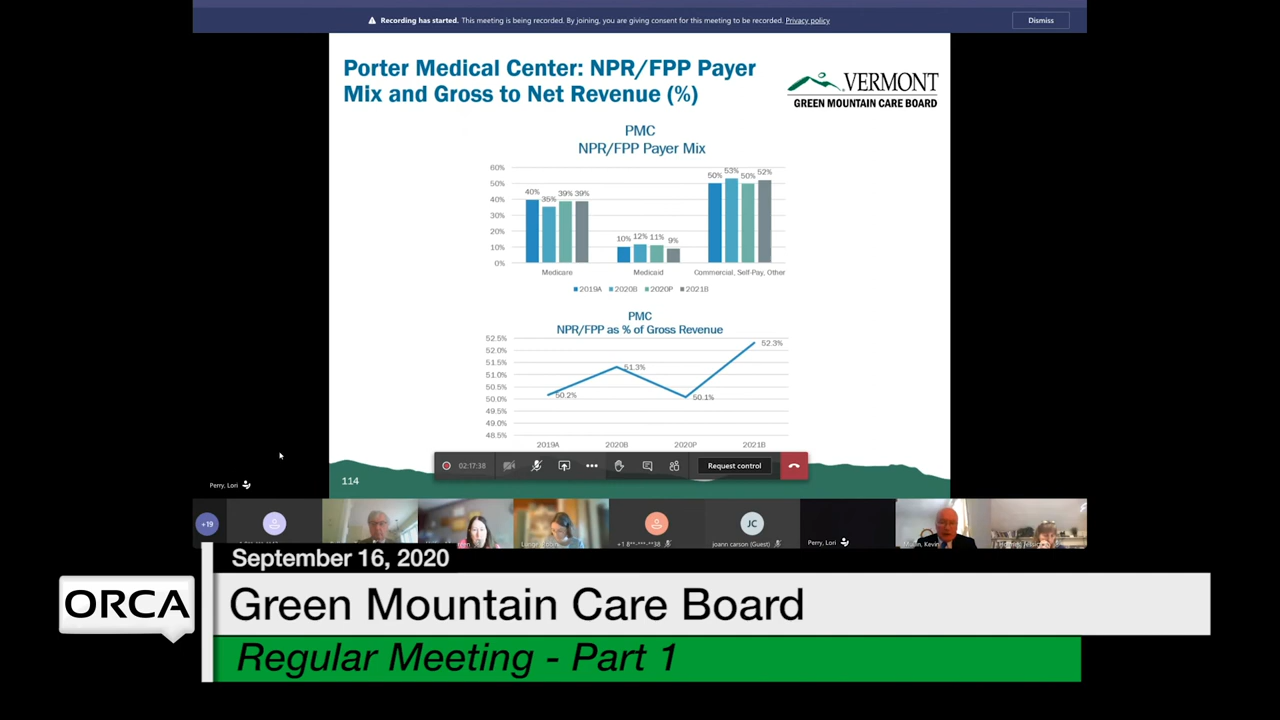 Recording has started. This meeting is being recorded. By joining, you are giving consent for this meeting to be recorded. Privacy policy
Dismiss
Porter Medical Center: NPR/FPP Payer
Mix and Gross to Net Revenue (%)
VERMONT
GREEN MOUNTAIN CARE BOARD
PMC
NPR/FPP Payer Mix
60%
50%
40%
30%
20%
10%
0%
40% 35% 39% 39%
10% 12% 11% 9%
50% 53% 50% 52%
Medicare Medicaid Commercial, Self-Pay, Other
2019A 2020B 2020P 2021B
PMC
NPR/FPP as % of Gross Revenue
52.5%
52.0%
51.5%
51.0%
50.5%
50.0%
49.5%
49.0%
48.5%
50.2%
51.3%
50.1%
52.3%
2019A 2020B 2020P 2021B
02:17:38
Request control
114
Perry, Lori
+19
JC
joann carson (Guest)
Perry, Lori
September 16, 2020
ORCA
Green Mountain Care Board
Regular Meeting - Part 1